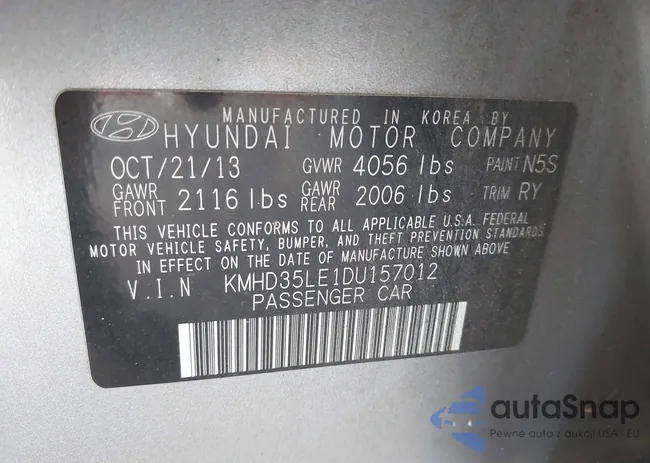 MANUFACTURED IN KOREA BY
HYUNDAI MOTOR COMPANY
OCT/21/13 GVWR 4056 lbs PAINT N5S
GAWR FRONT 2116 lbs GAWR REAR 2006 lbs TRIM RY
THIS VEHICLE CONFORMS TO ALL APPLICABLE U.S.A. FEDERAL
MOTOR VEHICLE SAFETY, BUMPER, AND THEFT PREVENTION STANDARDS
IN EFFECT ON THE DATE OF MANUFACTURE SHOWN ABOVE
V.I.N KMHD35LE1DU157012
PASSENGER CAR
autaSnap
Pewne auta z aukcji USA - EU